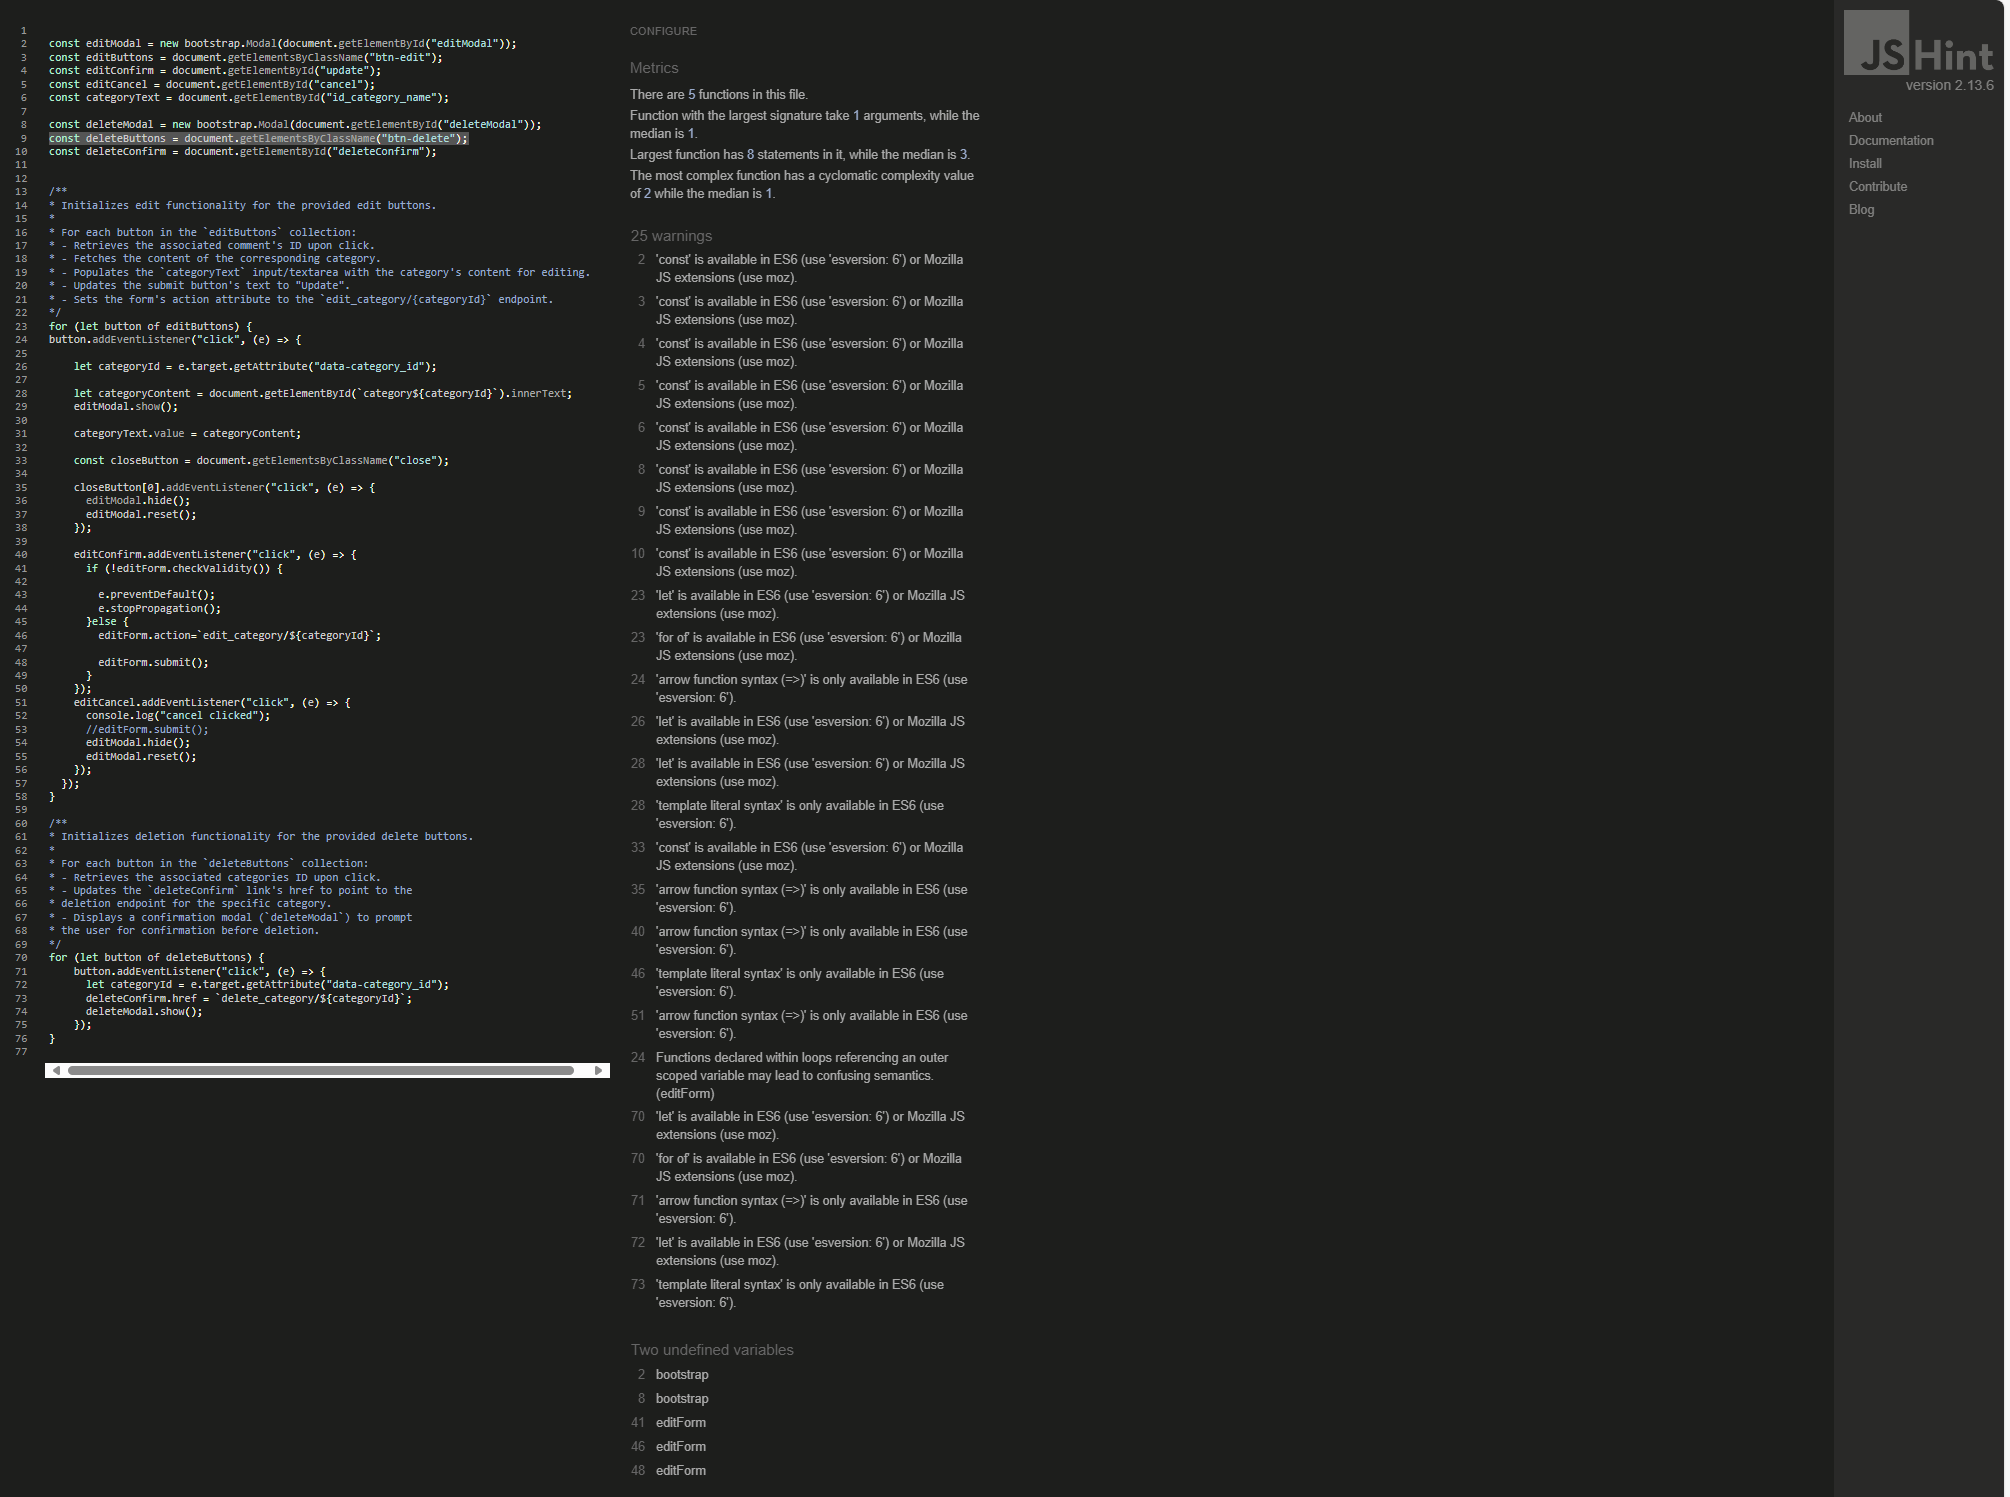 1
2 const editModal = new bootstrap.Modal(document.getElementById("editModal"));
3 const editButtons = document.getElementsByClassName("btn-edit");
4 const editConfirm = document.getElementById("update");
5 const editCancel = document.getElementById("cancel");
6 const categoryText = document.getElementById("id_category_name");
7
8 const deleteModal = new bootstrap.Modal(document.getElementById("deleteModal"));
9 const deleteButtons = document.getElementsByClassName("btn-delete");
10 const deleteConfirm = document.getElementById("deleteConfirm");
11
12
13 /**
14 * Initializes edit functionality for the provided edit buttons.
15 *
16 * For each button in the `editButtons` collection:
17 * - Retrieves the associated comment's ID upon click.
18 * - Fetches the content of the corresponding category.
19 * - Populates the `categoryText` input/textarea with the category's content for editing.
20 * - Updates the submit button's text to "Update".
21 * - Sets the form's action attribute to the `edit_category/{categoryId}` endpoint.
22 */
23 for (let button of editButtons) {
24 button.addEventListener("click", (e) => {
25
26 let categoryId = e.target.getAttribute("data-category_id");
27
28 let categoryContent = document.getElementById(`category${categoryId}`).innerText;
29 editModal.show();
30
31 categoryText.value = categoryContent;
32
33 const closeButton = document.getElementsByClassName("close");
34
35 closeButton[0].addEventListener("click", (e) => {
36 editModal.hide();
37 editModal.reset();
38 });
39
40 editConfirm.addEventListener("click", (e) => {
41 if (!editForm.checkValidity()) {
42
43 e.preventDefault();
44 e.stopPropagation();
45 }else {
46 editForm.action=`edit_category/${categoryId}`;
47
48 editForm.submit();
49 }
50 });
51 editCancel.addEventListener("click", (e) => {
52 console.log("cancel clicked");
53 //editForm.submit();
54 editModal.hide();
55 editModal.reset();
56 });
57 });
58 }
59
60 /**
61 * Initializes deletion functionality for the provided delete buttons.
62 *
63 * For each button in the `deleteButtons` collection:
64 * - Retrieves the associated categories ID upon click.
65 * - Updates the `deleteConfirm` link's href to point to the
66 * deletion endpoint for the specific category.
67 * - Displays a confirmation modal (`deleteModal`) to prompt
68 * the user for confirmation before deletion.
69 */
70 for (let button of deleteButtons) {
71 button.addEventListener("click", (e) => {
72 let categoryId = e.target.getAttribute("data-category_id");
73 deleteConfirm.href = `delete_category/${categoryId}`;
74 deleteModal.show();
75 });
76 }
77
CONFIGURE
Metrics
There are 5 functions in this file.
Function with the largest signature take 1 arguments, while the
median is 1.
Largest function has 8 statements in it, while the median is 3.
The most complex function has a cyclomatic complexity value
of 2 while the median is 1.
25 warnings
2 'const' is available in ES6 (use 'esversion: 6') or Mozilla
JS extensions (use moz).
3 'const' is available in ES6 (use 'esversion: 6') or Mozilla
JS extensions (use moz).
4 'const' is available in ES6 (use 'esversion: 6') or Mozilla
JS extensions (use moz).
5 'const' is available in ES6 (use 'esversion: 6') or Mozilla
JS extensions (use moz).
6 'const' is available in ES6 (use 'esversion: 6') or Mozilla
JS extensions (use moz).
8 'const' is available in ES6 (use 'esversion: 6') or Mozilla
JS extensions (use moz).
9 'const' is available in ES6 (use 'esversion: 6') or Mozilla
JS extensions (use moz).
10 'const' is available in ES6 (use 'esversion: 6') or Mozilla
JS extensions (use moz).
23 'let' is available in ES6 (use 'esversion: 6') or Mozilla JS
extensions (use moz).
23 'for of' is available in ES6 (use 'esversion: 6') or Mozilla
JS extensions (use moz).
24 'arrow function syntax (=>)' is only available in ES6 (use
'esversion: 6').
26 'let' is available in ES6 (use 'esversion: 6') or Mozilla JS
extensions (use moz).
28 'let' is available in ES6 (use 'esversion: 6') or Mozilla JS
extensions (use moz).
28 'template literal syntax' is only available in ES6 (use
'esversion: 6').
33 'const' is available in ES6 (use 'esversion: 6') or Mozilla
JS extensions (use moz).
35 'arrow function syntax (=>)' is only available in ES6 (use
'esversion: 6').
40 'arrow function syntax (=>)' is only available in ES6 (use
'esversion: 6').
46 'template literal syntax' is only available in ES6 (use
'esversion: 6').
51 'arrow function syntax (=>)' is only available in ES6 (use
'esversion: 6').
24 Functions declared within loops referencing an outer
scoped variable may lead to confusing semantics.
(editForm)
70 'let' is available in ES6 (use 'esversion: 6') or Mozilla JS
extensions (use moz).
70 'for of' is available in ES6 (use 'esversion: 6') or Mozilla
JS extensions (use moz).
71 'arrow function syntax (=>)' is only available in ES6 (use
'esversion: 6').
72 'let' is available in ES6 (use 'esversion: 6') or Mozilla JS
extensions (use moz).
73 'template literal syntax' is only available in ES6 (use
'esversion: 6').
Two undefined variables
2 bootstrap
8 bootstrap
41 editForm
46 editForm
48 editForm
JSHint
version 2.13.6
About
Documentation
Install
Contribute
Blog